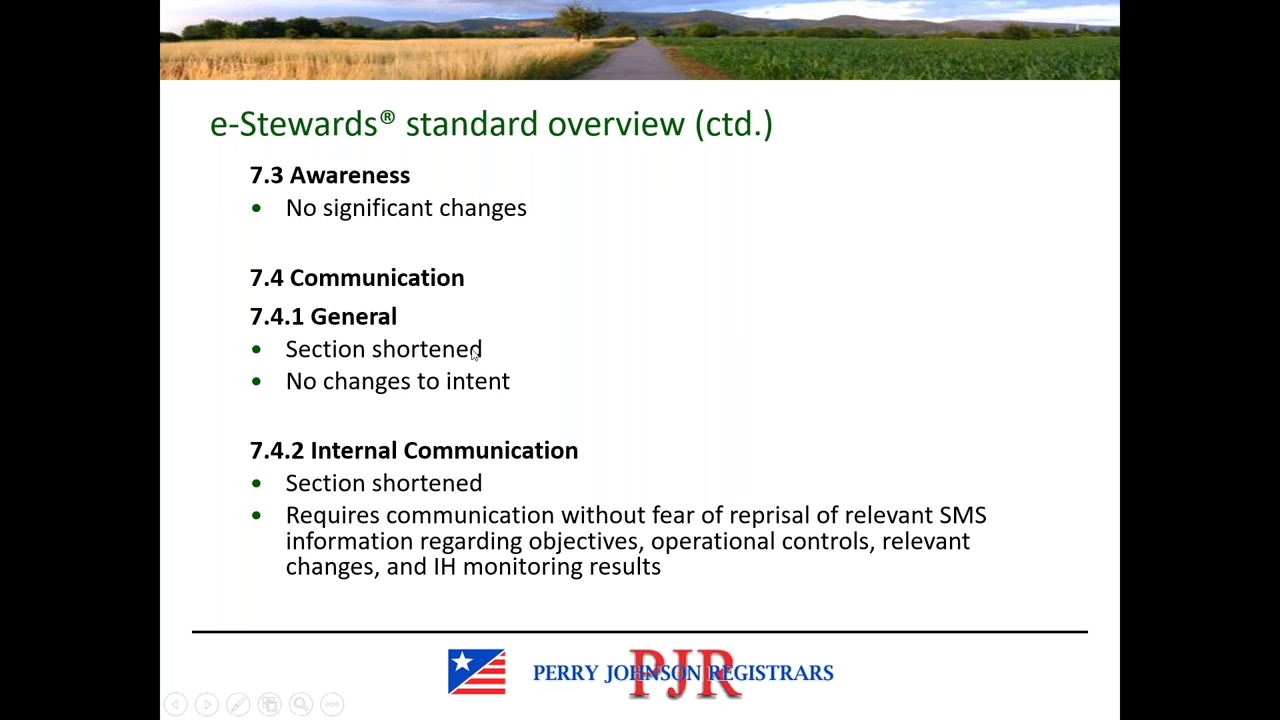 e-Stewards® standard overview (ctd.)
7.3 Awareness
• No significant changes
7.4 Communication
7.4.1 General
• Section shortened
• No changes to intent
7.4.2 Internal Communication
• Section shortened
• Requires communication without fear of reprisal of relevant SMS
information regarding objectives, operational controls, relevant
changes, and IH monitoring results
PJR
PERRY JOHNSON REGISTRARS